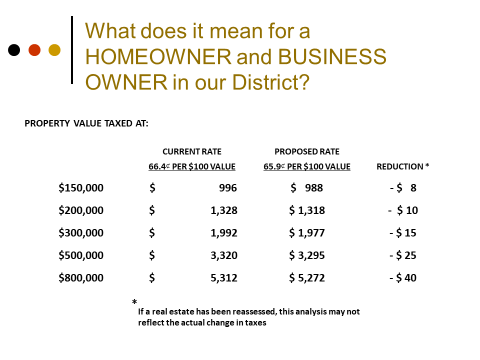 What does it mean for a
HOMEOWNER and BUSINESS
OWNER in our District?
PROPERTY VALUE TAXED AT:
CURRENT RATE PROPOSED RATE
66.4¢ PER $100 VALUE 65.9¢ PER $100 VALUE REDUCTION *
$150,000 $ 996 $ 988 - $ 8
$200,000 $ 1,328 $ 1,318 - $ 10
$300,000 $ 1,992 $ 1,977 - $ 15
$500,000 $ 3,320 $ 3,295 - $ 25
$800,000 $ 5,312 $ 5,272 - $ 40
* If a real estate has been reassessed, this analysis may not
reflect the actual change in taxes